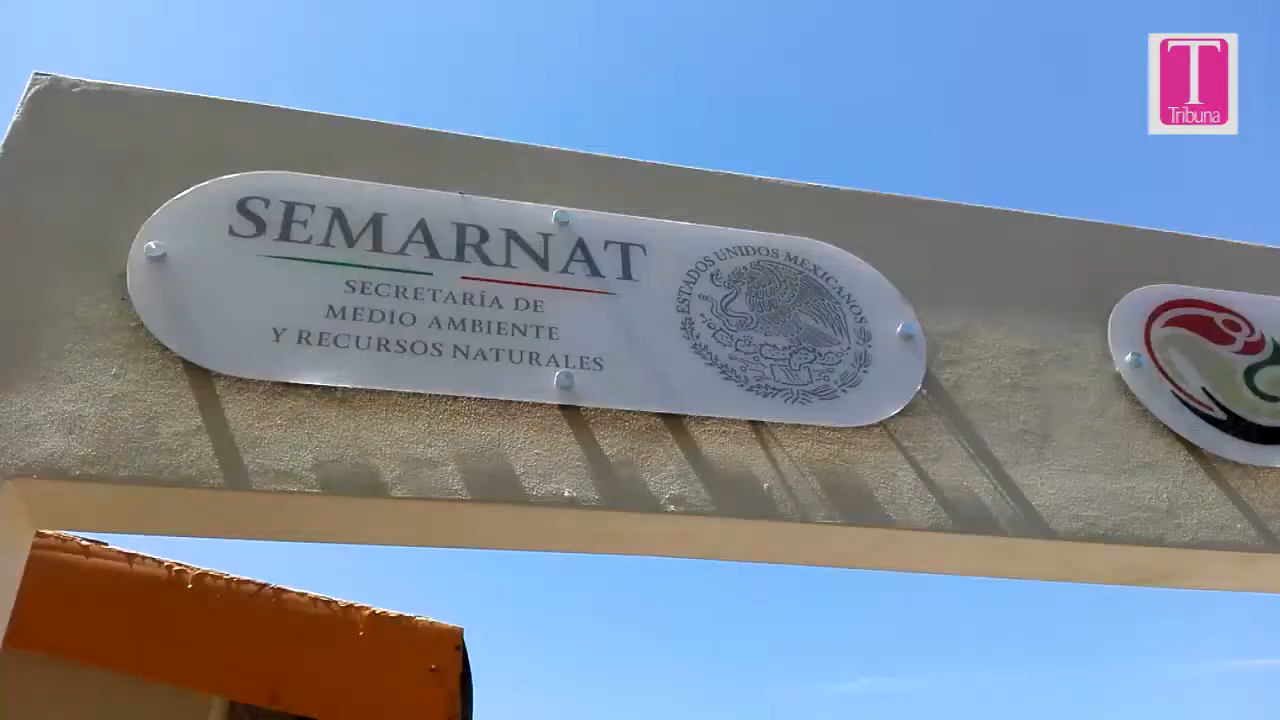 SEMARNAT
SECRETARÍA DE
MEDIO AMBIENTE
Y RECURSOS NATURALES
ESTADOS UNIDOS MEXICANOS
T
Tribuna